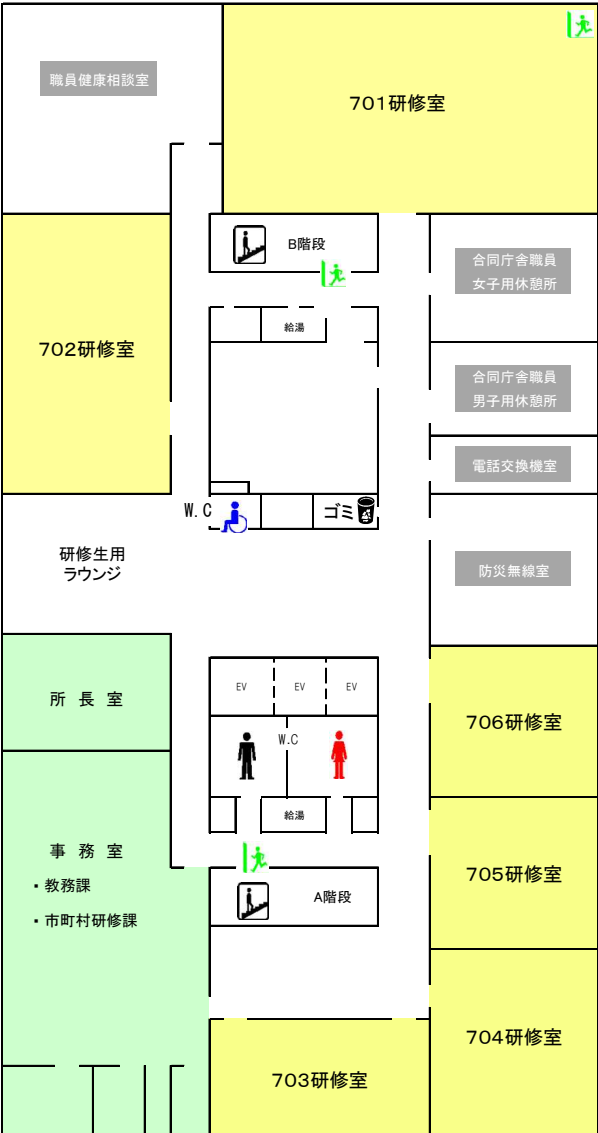 職員健康相談室
701研修室
B階段
合同庁舎職員
女子用休憩所
給湯
702研修室
合同庁舎職員
男子用休憩所
電話交換機室
W.C
ゴミ
研修生用
ラウンジ
防災無線室
所長室
EV
EV
EV
706研修室
W.C
給湯
事務室
・教務課
・市町村研修課
A階段
705研修室
704研修室
703研修室